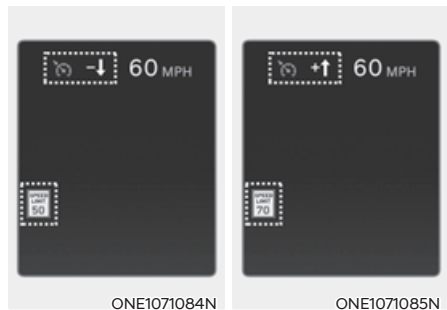 −↓ 60 MPH
SPEED
LIMIT
50
ONE1071084N
+↑ 60 MPH
SPEED
LIMIT
70
ONE1071085N